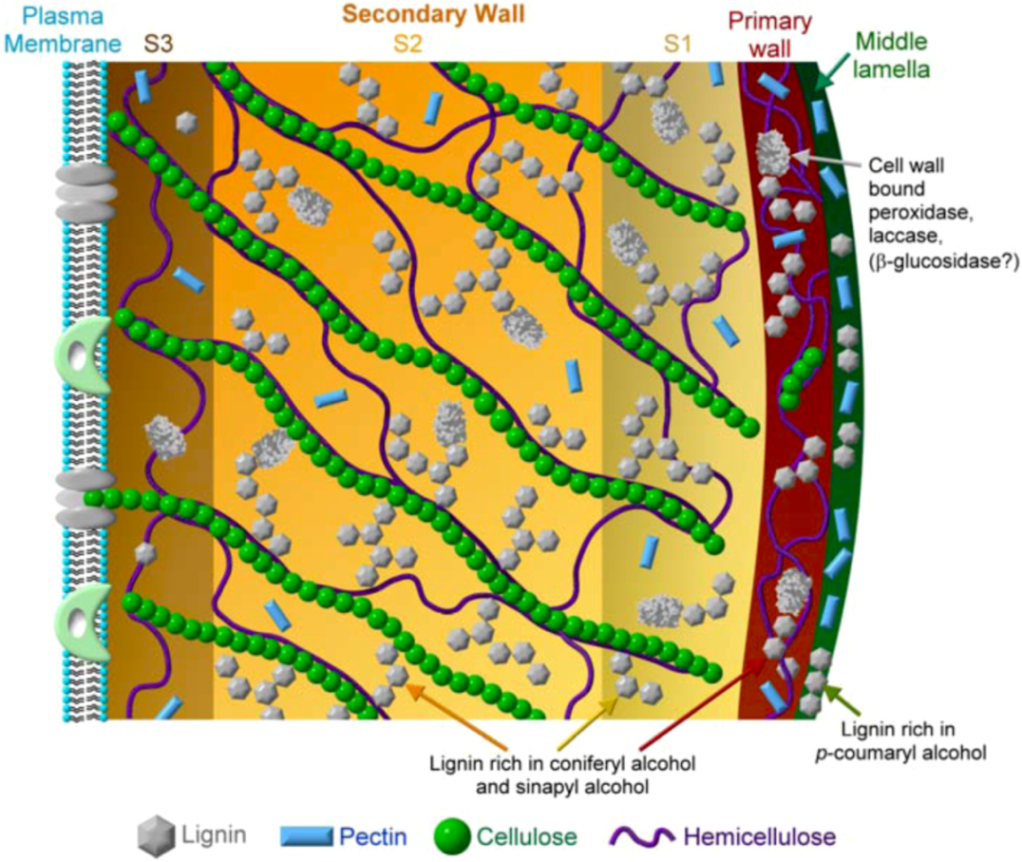 Plasma
Membrane
S3
Secondary Wall
S2
S1
Primary
wall
Middle
lamella
Cell wall
bound
peroxidase,
laccase,
(β-glucosidase?)
Lignin rich in coniferyl alcohol
and sinapyl alcohol
Lignin rich in
p-coumaryl alcohol
Lignin
Pectin
Cellulose
Hemicellulose